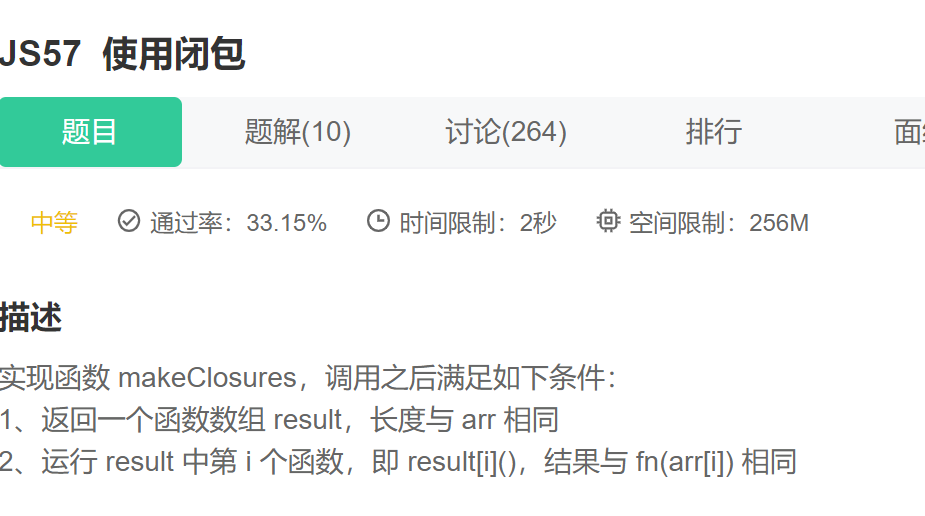 JS57 使用闭包
题目 题解(10) 讨论(264) 排行 面
中等 通过率：33.15% 时间限制：2秒 空间限制：256M
描述
实现函数 makeClosures，调用之后满足如下条件：
1、返回一个函数数组 result，长度与 arr 相同
2、运行 result 中第 i 个函数，即 result[i]()，结果与 fn(arr[i]) 相同